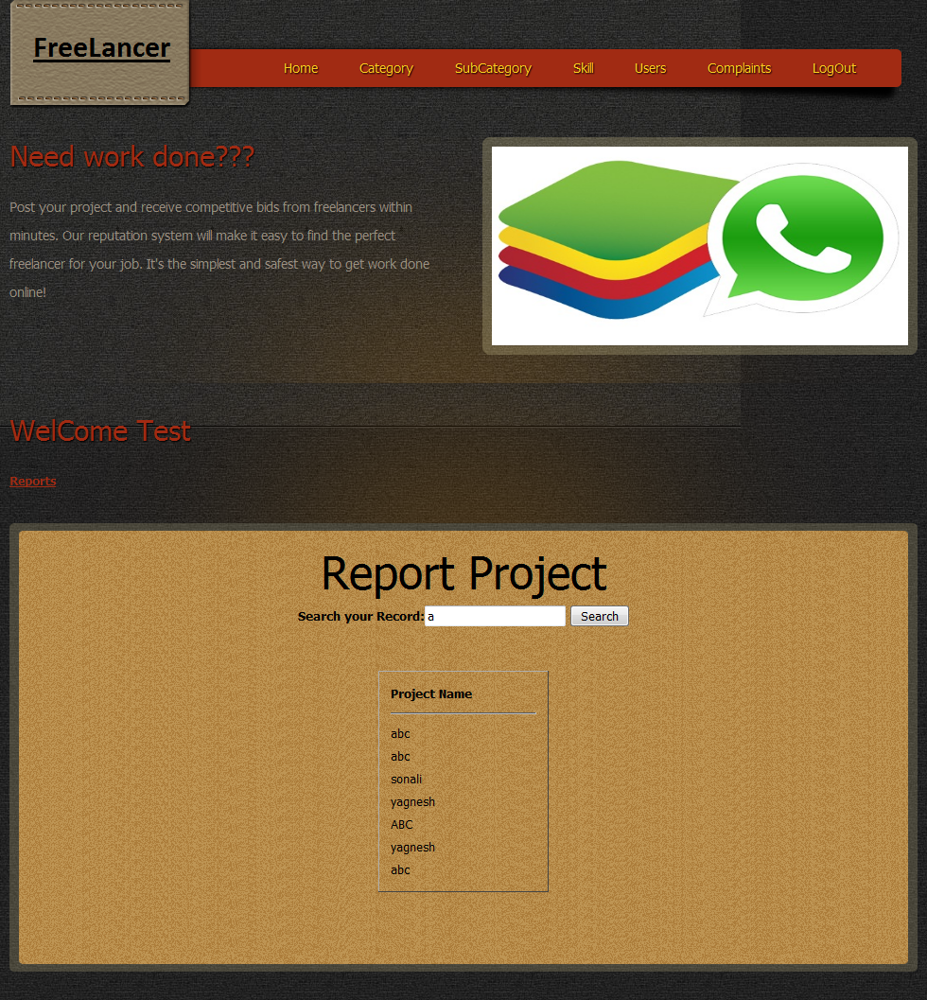 FreeLancer
Home Category SubCategory Skill Users Complaints LogOut
Need work done???
Post your project and receive competitive bids from freelancers within
minutes. Our reputation system will make it easy to find the perfect
freelancer for your job. It's the simplest and safest way to get work done
online!
WelCome Test
Reports
Report Project
Search your Record: a Search
Project Name
abc
abc
sonali
yagnesh
ABC
yagnesh
abc